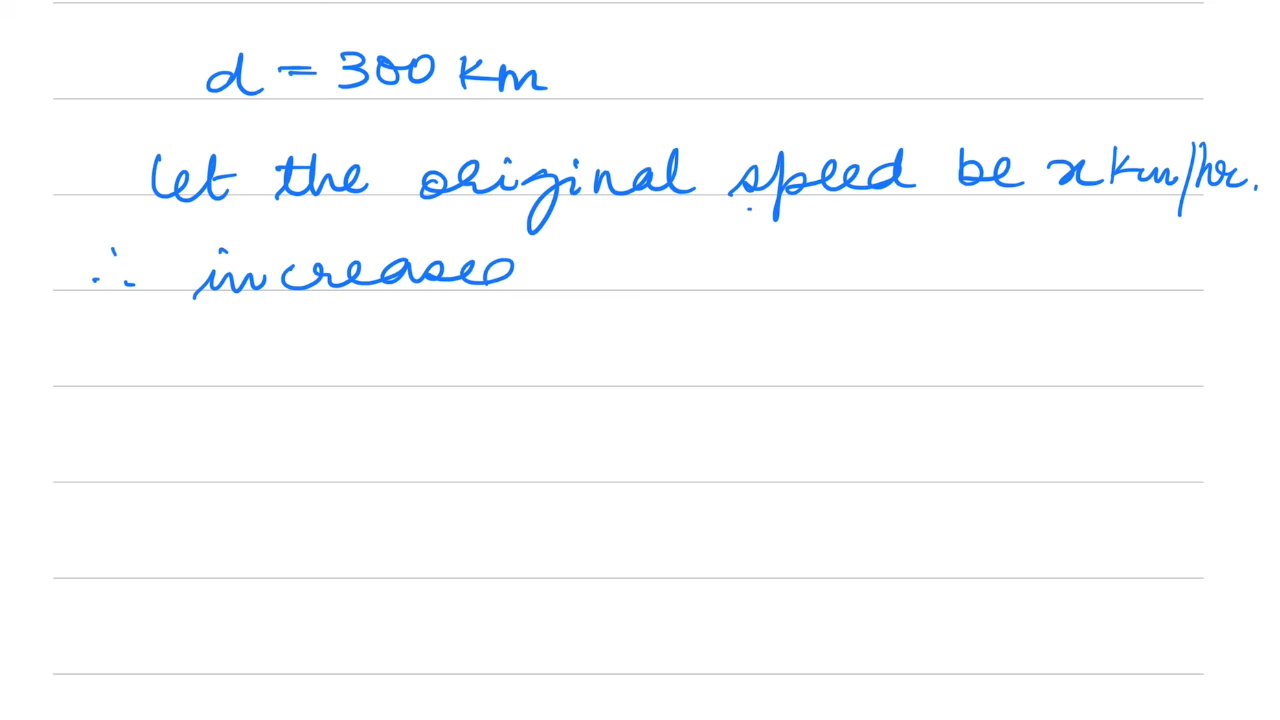 d = 300 km
Let the original speed be x km/hr.
∴ increased